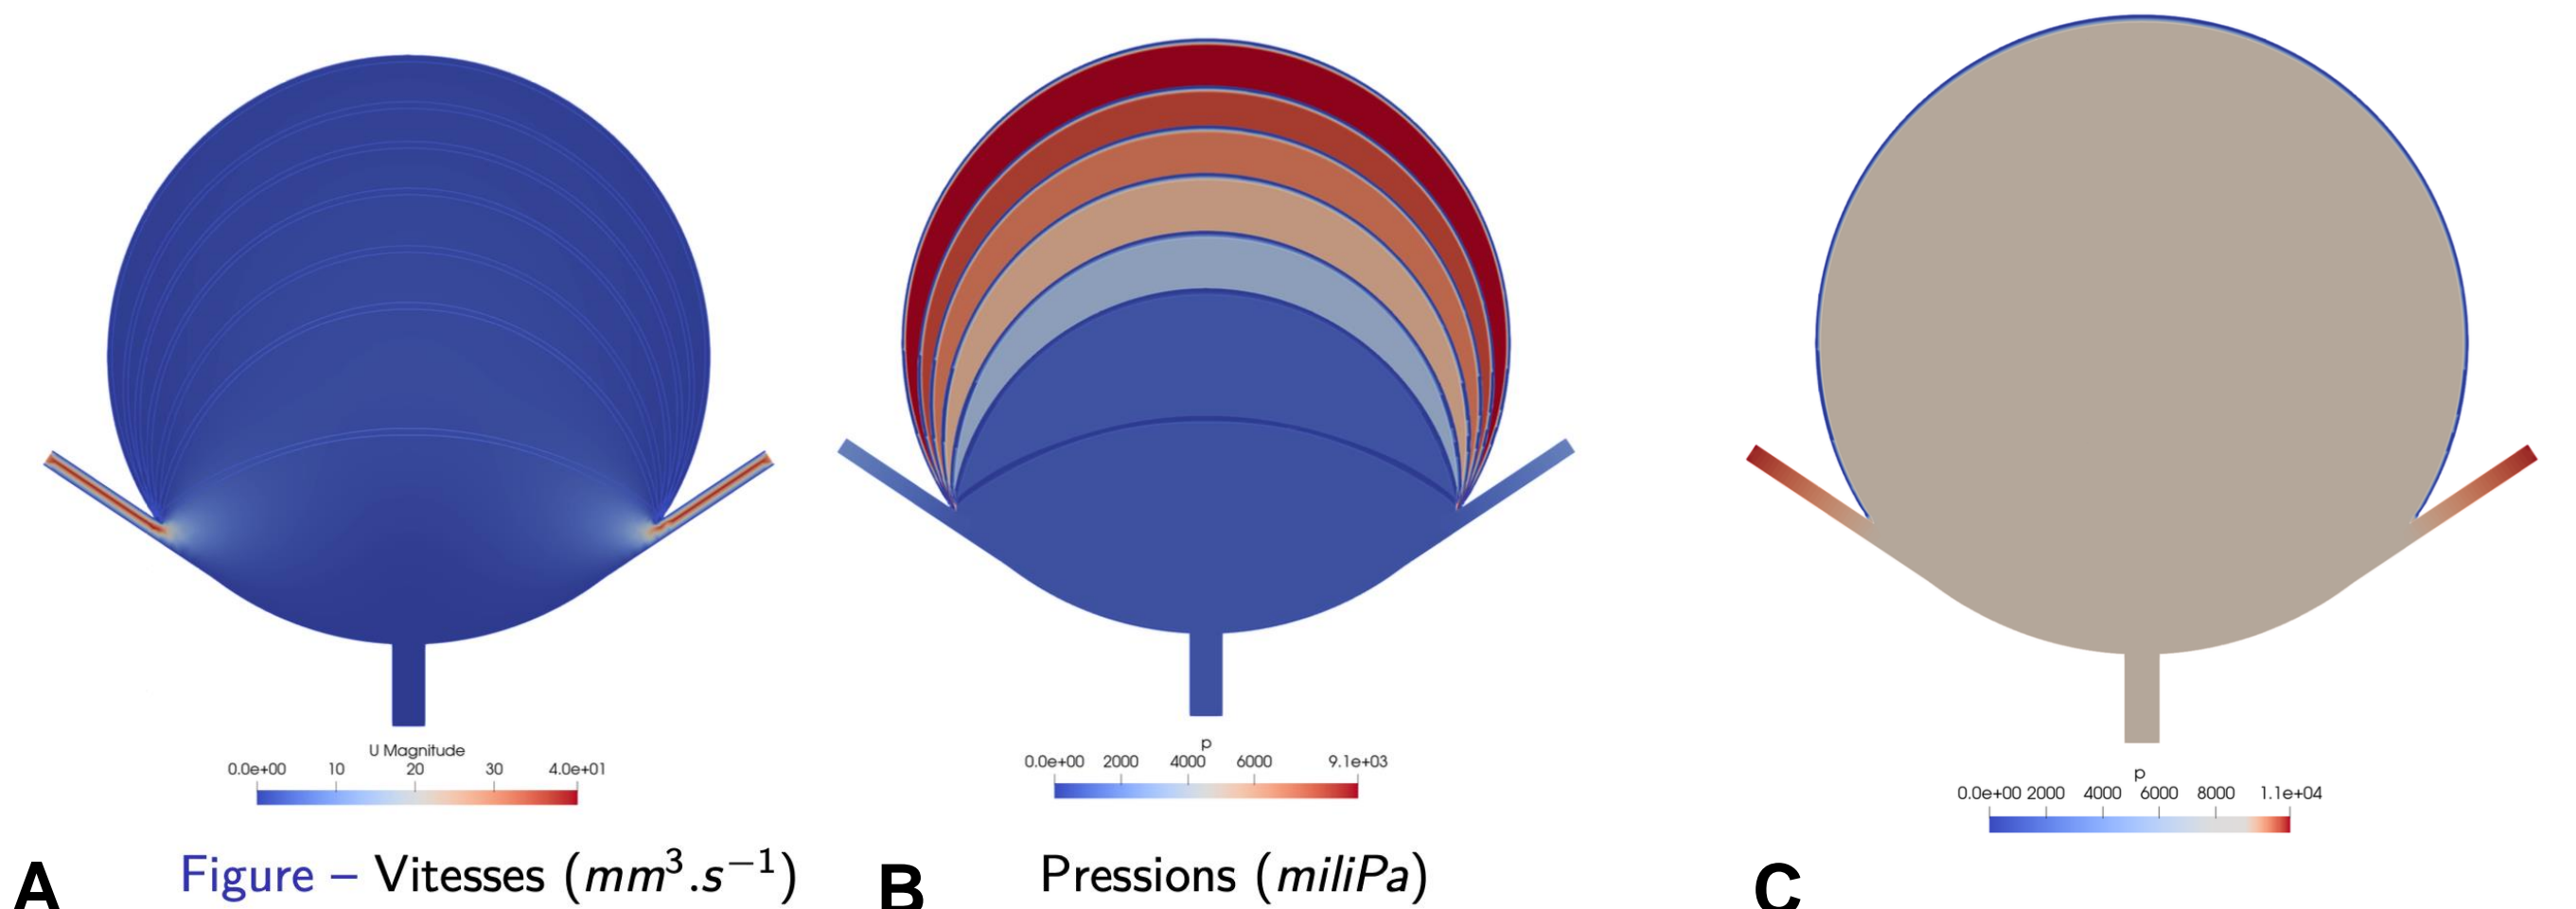 U Magnitude
0.0e+00 10 20 30 4.0e+01
p
0.0e+00 2000 4000 6000 9.1e+03
p
0.0e+00 2000 4000 6000 8000 1.1e+04
A
Figure – Vitesses (mm³.s⁻¹)
B
Pressions (miliPa)
C